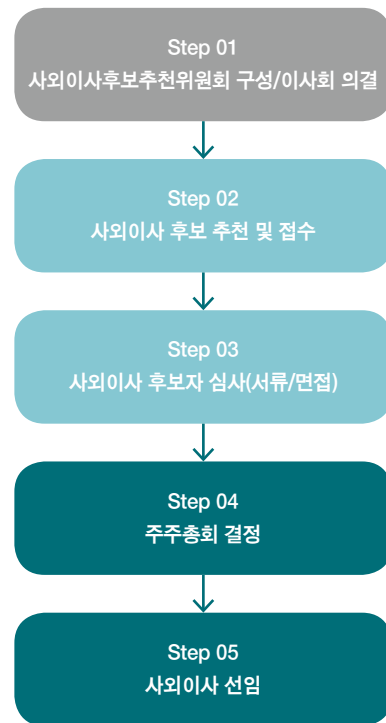 Step 01
사외이사후보추천위원회 구성/이사회 의결
Step 02
사외이사 후보 추천 및 접수
Step 03
사외이사 후보자 심사(서류/면접)
Step 04
주주총회 결정
Step 05
사외이사 선임